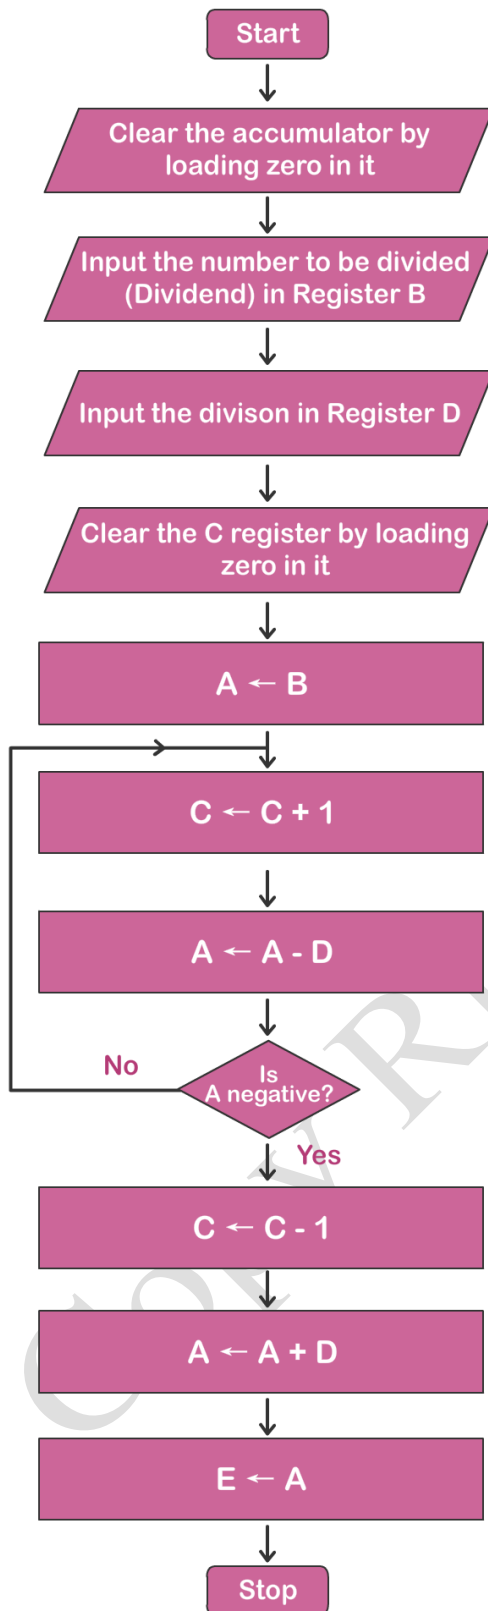 Start
Clear the accumulator by
loading zero in it
Input the number to be divided
(Dividend) in Register B
Input the divison in Register D
Clear the C register by loading
zero in it
A ← B
C ← C + 1
A ← A - D
Is
A negative?
No
Yes
C ← C - 1
A ← A + D
E ← A
Stop
Copy R